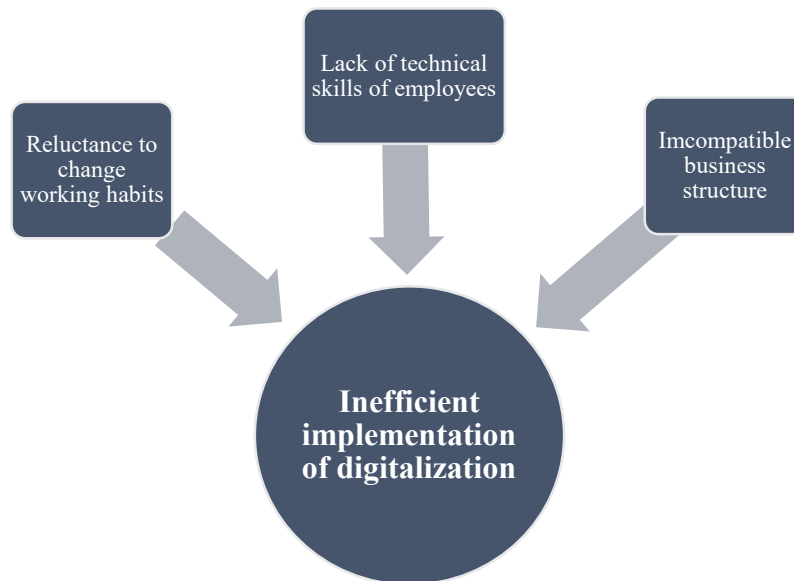 Lack of technical
skills of employees
Reluctance to
change
working habits
Imcompatible
business
structure
Inefficient
implementation
of digitalization